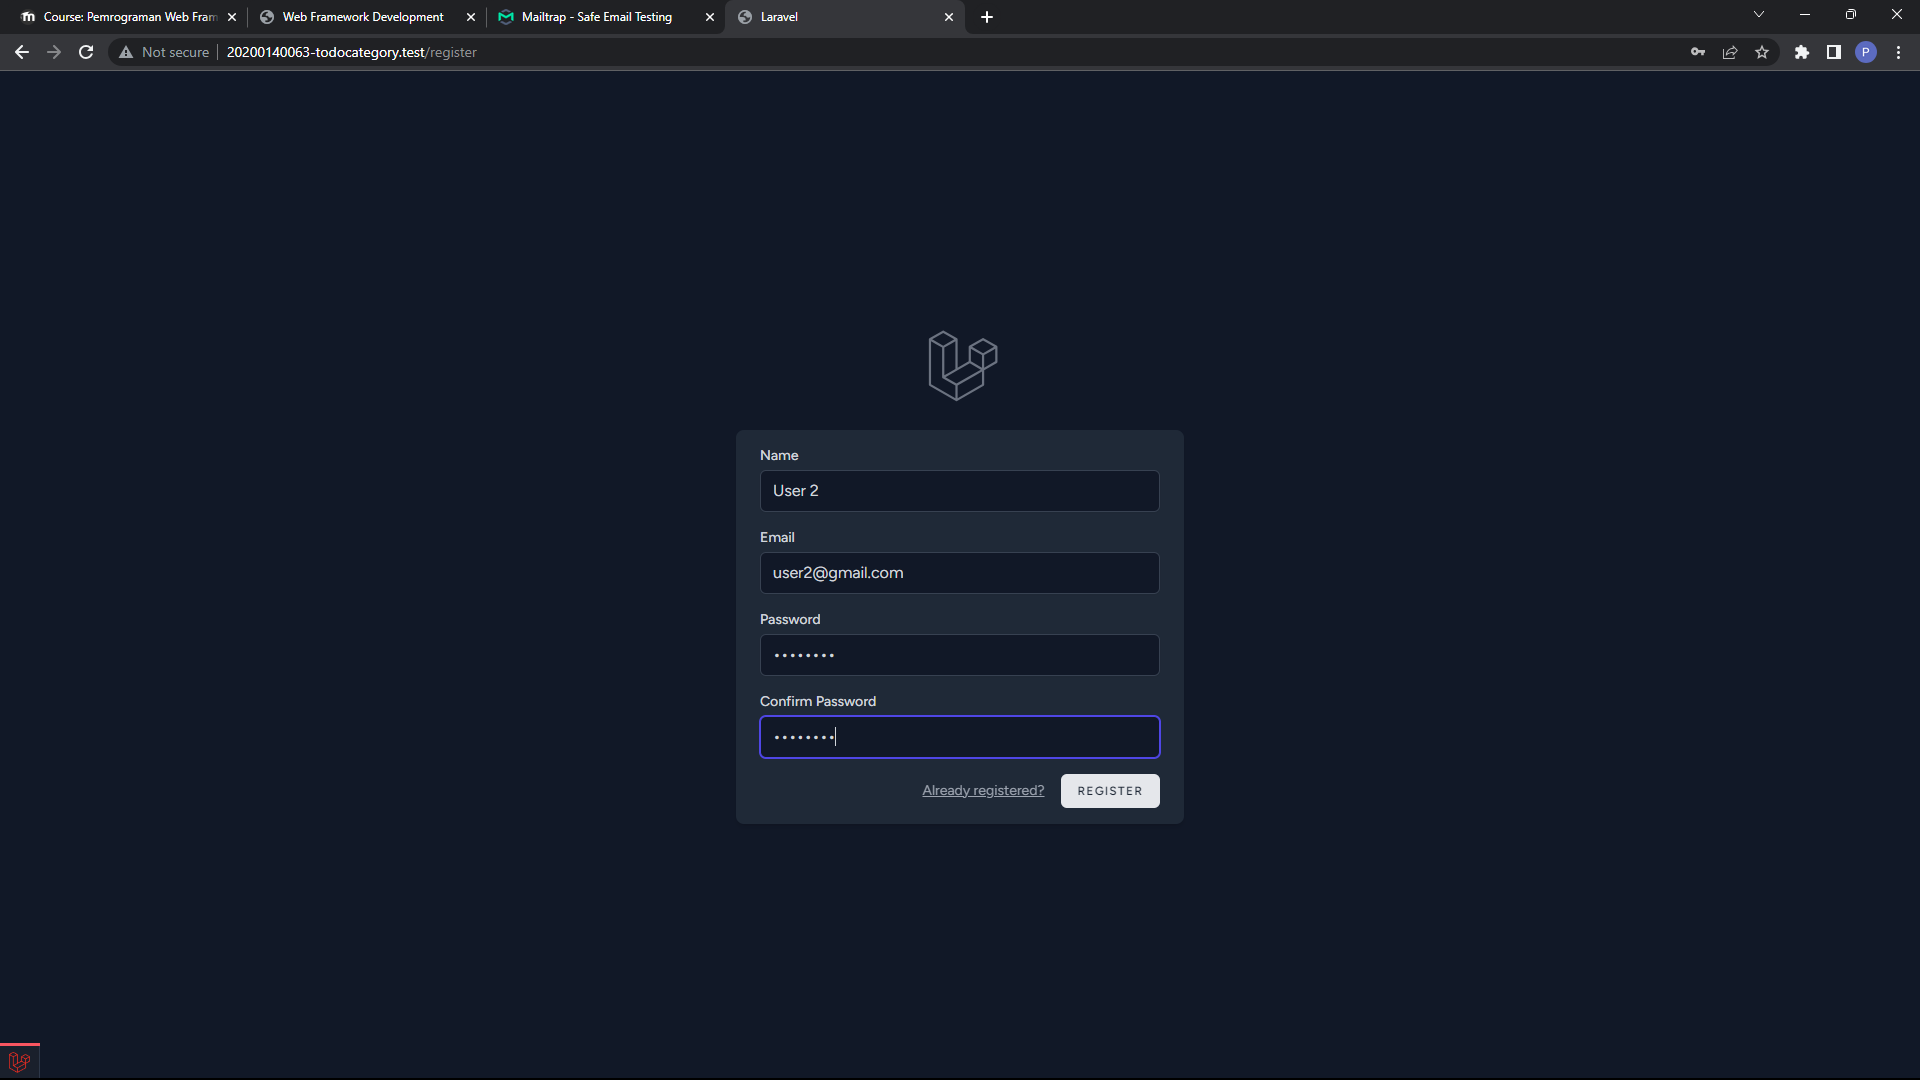 Course: Pemrograman Web Fram
Web Framework Development
Mailtrap - Safe Email Testing
Laravel
Not secure
20200140063-todocategory.test/register
P
Name
User 2
Email
user2@gmail.com
Password
••••••••
Confirm Password
••••••••
Already registered?
REGISTER